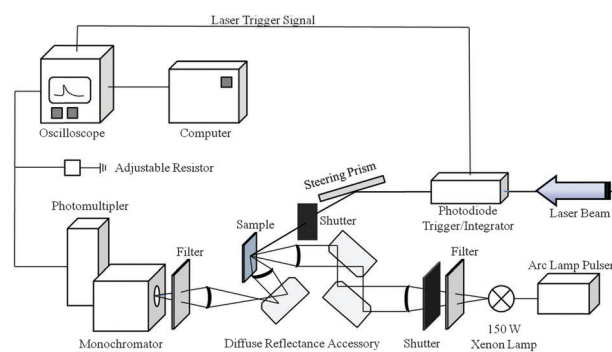 Laser Trigger Signal
Oscilloscope
Computer
Adjustable Resistor
Steering Prism
Photomultipler
Shutter
Photodiode
Trigger/Integrator
Laser Beam
Sample
Filter
Filter
Arc Lamp Pulser
Monochromator
Diffuse Reflectance Accessory
Shutter
150 W
Xenon Lamp